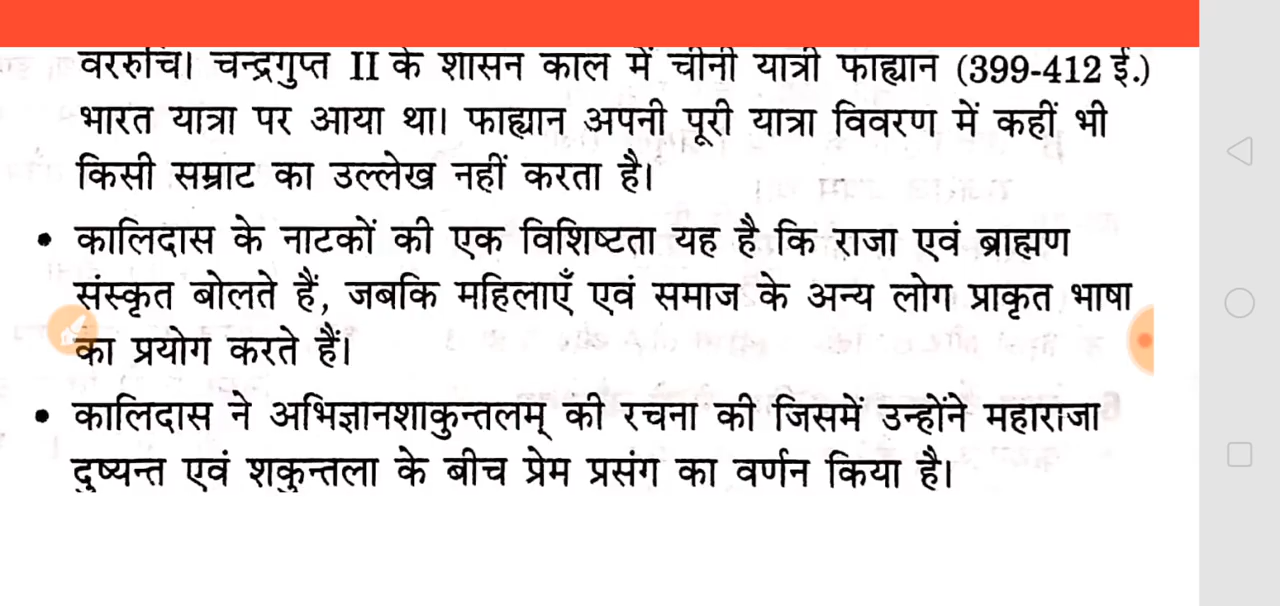 वररुचि। चन्द्रगुप्त II के शासन काल में चीनी यात्री फाह्यान (399-412 ई.)
भारत यात्रा पर आया था। फाह्यान अपनी पूरी यात्रा विवरण में कहीं भी
किसी सम्राट का उल्लेख नहीं करता है।
• कालिदास के नाटकों की एक विशिष्टता यह है कि राजा एवं ब्राह्मण
संस्कृत बोलते हैं, जबकि महिलाएँ एवं समाज के अन्य लोग प्राकृत भाषा
का प्रयोग करते हैं।
• कालिदास ने अभिज्ञानशाकुन्तलम् की रचना की जिसमें उन्होंने महाराजा
दुष्यन्त एवं शकुन्तला के बीच प्रेम प्रसंग का वर्णन किया है।